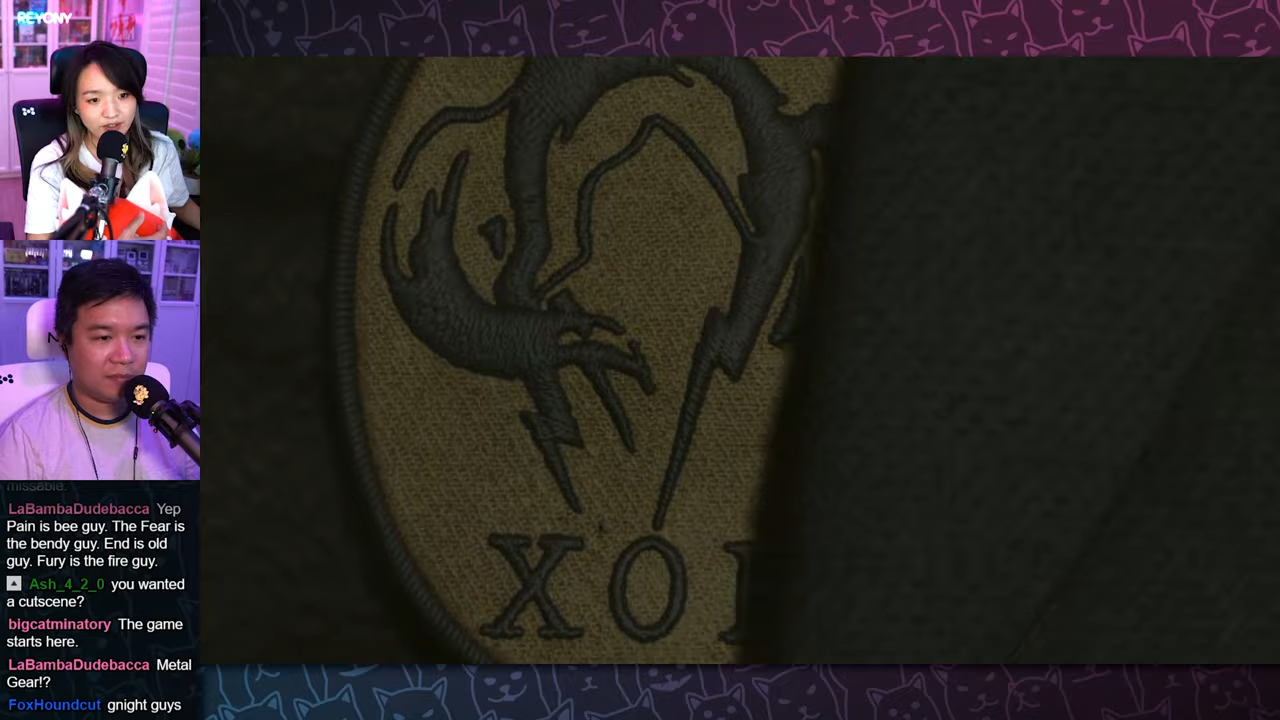 REYONY
missable.
LaBambaDudebacca Yep
Pain is bee guy. The Fear is
the bendy guy. End is old
guy. Fury is the fire guy.
Ash_4_2_0 you wanted
a cutscene?
bigcatminatory The game
starts here.
LaBambaDudebacca Metal
Gear!?
FoxHoundcut gnight guys
XO